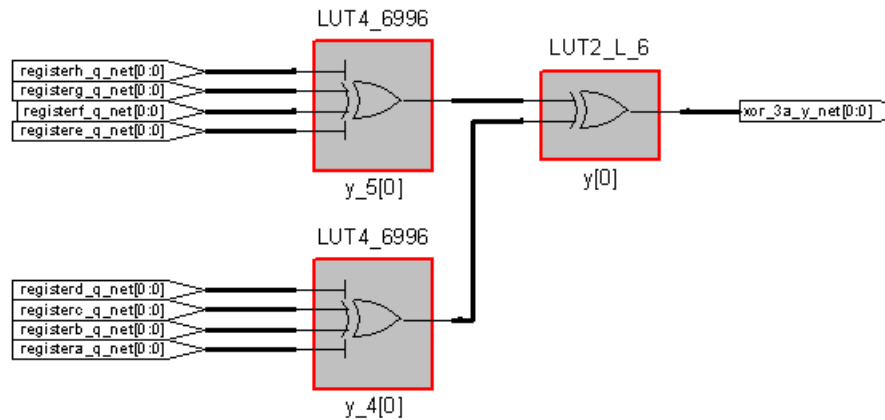 LUT4_6996
registerh_q_net[0:0]
registerg_q_net[0:0]
registerf_q_net[0:0]
registere_q_net[0:0]
y_5[0]
LUT2_L_6
xor_3a_y_net[0:0]
y[0]
LUT4_6996
registerd_q_net[0:0]
registerc_q_net[0:0]
registerb_q_net[0:0]
registera_q_net[0:0]
y_4[0]